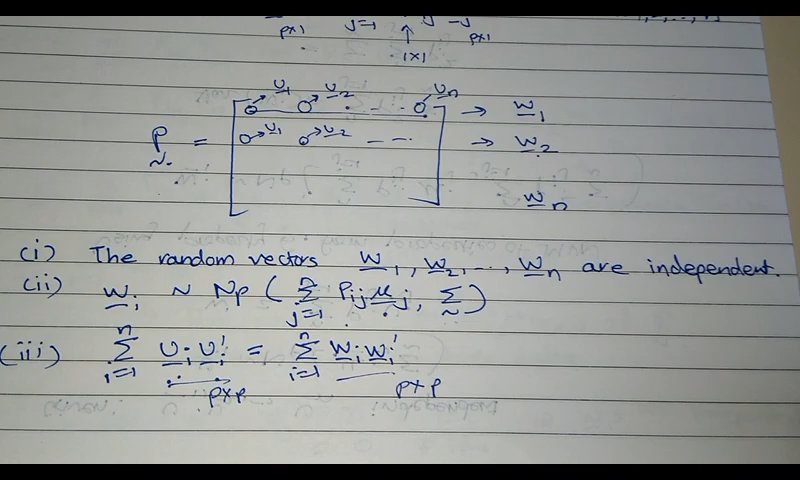 p×1 j=1 ↑ ij -j p×1
1×1
U1 U2 Un
P = [ O O . - - .. O → w1
U1 U2
O O - - .. ] → w2
wn
(i) The random vectors w1, w2, .., wn are independent.
(ii) wi ~ Np ( n Σ j=1 Pij μj, Σ )
(iii) n Σ i=1 Ui Ui' = n Σ i=1 wi wi'
p×p p×p